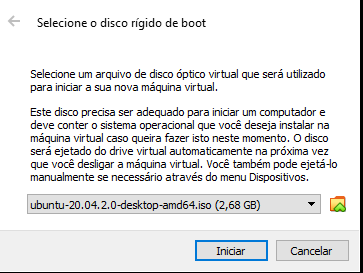 Selecione o disco rígido de boot
Selecione um arquivo de disco óptico virtual que será utilizado
para iniciar a sua nova máquina virtual.
Este disco precisa ser adequado para iniciar um computador e
deve conter o sistema operacional que você deseja instalar na
máquina virtual caso queira fazer isto neste momento. O disco
será ejetado do drive virtual automaticamente na próxima vez
que você desligar a máquina virtual. Você também pode ejetá-lo
manualmente se necessário através do menu Dispositivos.
ubuntu-20.04.2.0-desktop-amd64.iso (2,68 GB)
Iniciar
Cancelar